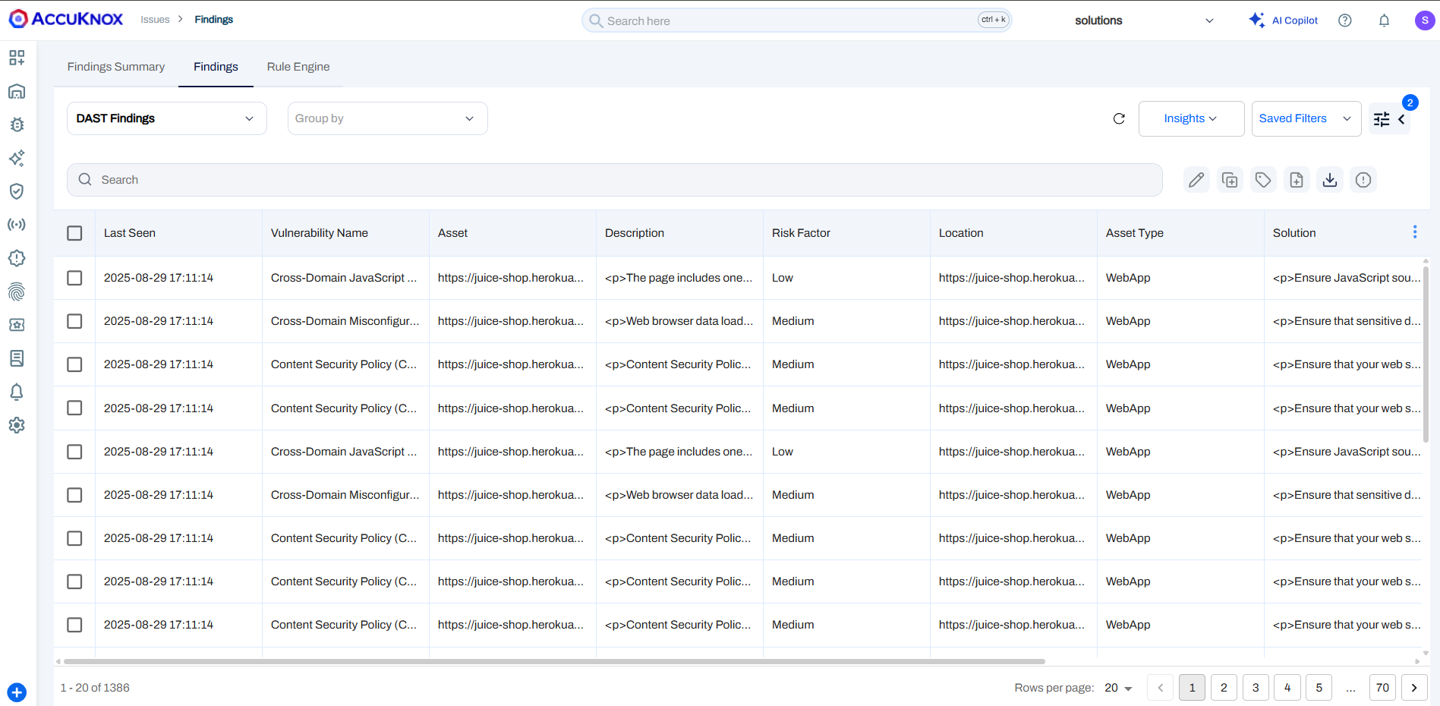 ACCUKNOX Issues > Findings Search here ctrl + k solutions AI Copilot S
Findings Summary Findings Rule Engine
2
DAST Findings Group by Insights Saved Filters
Search
Last Seen Vulnerability Name Asset Description Risk Factor Location Asset Type Solution
2025-08-29 17:11:14 Cross-Domain JavaScript ... https://juice-shop.herokua... <p>The page includes one... Low https://juice-shop.herokua... WebApp <p>Ensure JavaScript sou...
2025-08-29 17:11:14 Cross-Domain Misconfigur... https://juice-shop.herokua... <p>Web browser data load... Medium https://juice-shop.herokua... WebApp <p>Ensure that sensitive d...
2025-08-29 17:11:14 Content Security Policy (C... https://juice-shop.herokua... <p>Content Security Polic... Medium https://juice-shop.herokua... WebApp <p>Ensure that your web s...
2025-08-29 17:11:14 Content Security Policy (C... https://juice-shop.herokua... <p>Content Security Polic... Medium https://juice-shop.herokua... WebApp <p>Ensure that your web s...
2025-08-29 17:11:14 Cross-Domain JavaScript ... https://juice-shop.herokua... <p>The page includes one... Low https://juice-shop.herokua... WebApp <p>Ensure JavaScript sou...
2025-08-29 17:11:14 Cross-Domain Misconfigur... https://juice-shop.herokua... <p>Web browser data load... Medium https://juice-shop.herokua... WebApp <p>Ensure that sensitive d...
2025-08-29 17:11:14 Content Security Policy (C... https://juice-shop.herokua... <p>Content Security Polic... Medium https://juice-shop.herokua... WebApp <p>Ensure that your web s...
2025-08-29 17:11:14 Content Security Policy (C... https://juice-shop.herokua... <p>Content Security Polic... Medium https://juice-shop.herokua... WebApp <p>Ensure that your web s...
2025-08-29 17:11:14 Content Security Policy (C... https://juice-shop.herokua... <p>Content Security Polic... Medium https://juice-shop.herokua... WebApp <p>Ensure that your web s...
1 - 20 of 1386 Rows per page: 20 1 2 3 4 5 ... 70